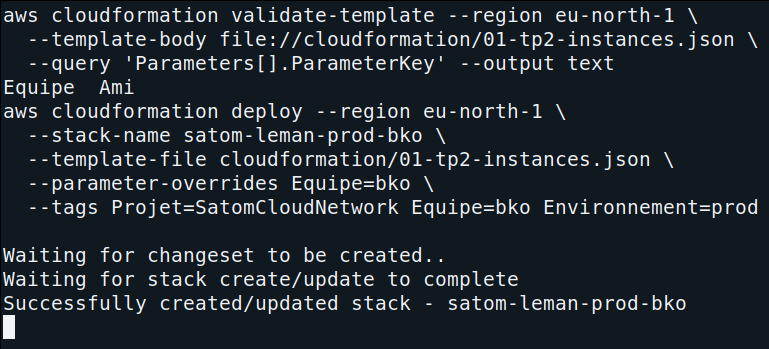 aws cloudformation validate-template --region eu-north-1 \
--template-body file://cloudformation/01-tp2-instances.json \
--query 'Parameters[].ParameterKey' --output text
Equipe  Ami
aws cloudformation deploy --region eu-north-1 \
--stack-name satom-leman-prod-bko \
--template-file cloudformation/01-tp2-instances.json \
--parameter-overrides Equipe=bko \
--tags Projet=SatomCloudNetwork Equipe=bko Environnement=prod
Waiting for changeset to be created..
Waiting for stack create/update to complete
Successfully created/updated stack - satom-leman-prod-bko